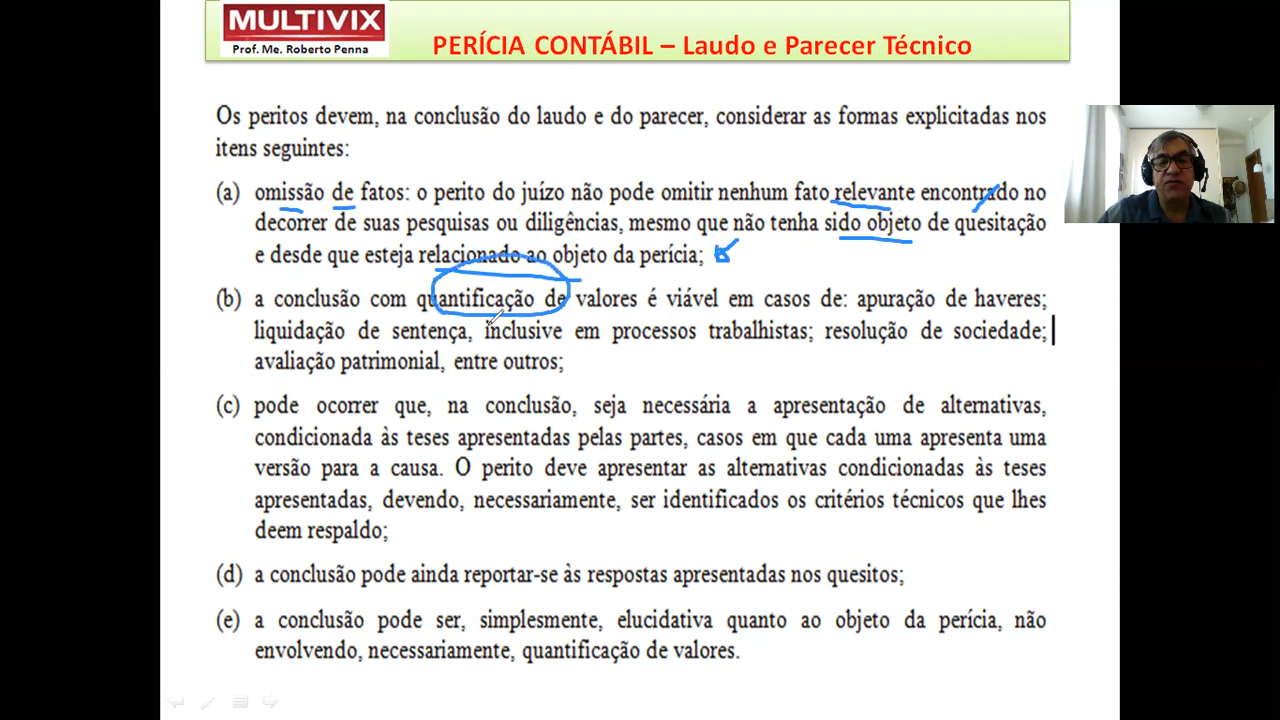 MULTIVIX
Prof. Me. Roberto Penna
PERÍCIA CONTÁBIL – Laudo e Parecer Técnico
Os peritos devem, na conclusão do laudo e do parecer, considerar as formas explicitadas nos
itens seguintes:
(a) omissão de fatos: o perito do juízo não pode omitir nenhum fato relevante encontrado no
decorrer de suas pesquisas ou diligências, mesmo que não tenha sido objeto de quesitação
e desde que esteja relacionado ao objeto da perícia;
(b) a conclusão com quantificação de valores é viável em casos de: apuração de haveres;
liquidação de sentença, inclusive em processos trabalhistas; resolução de sociedade;
avaliação patrimonial, entre outros;
(c) pode ocorrer que, na conclusão, seja necessária a apresentação de alternativas,
condicionada às teses apresentadas pelas partes, casos em que cada uma apresenta uma
versão para a causa. O perito deve apresentar as alternativas condicionadas às teses
apresentadas, devendo, necessariamente, ser identificados os critérios técnicos que lhes
deem respaldo;
(d) a conclusão pode ainda reportar-se às respostas apresentadas nos quesitos;
(e) a conclusão pode ser, simplesmente, elucidativa quanto ao objeto da perícia, não
envolvendo, necessariamente, quantificação de valores.